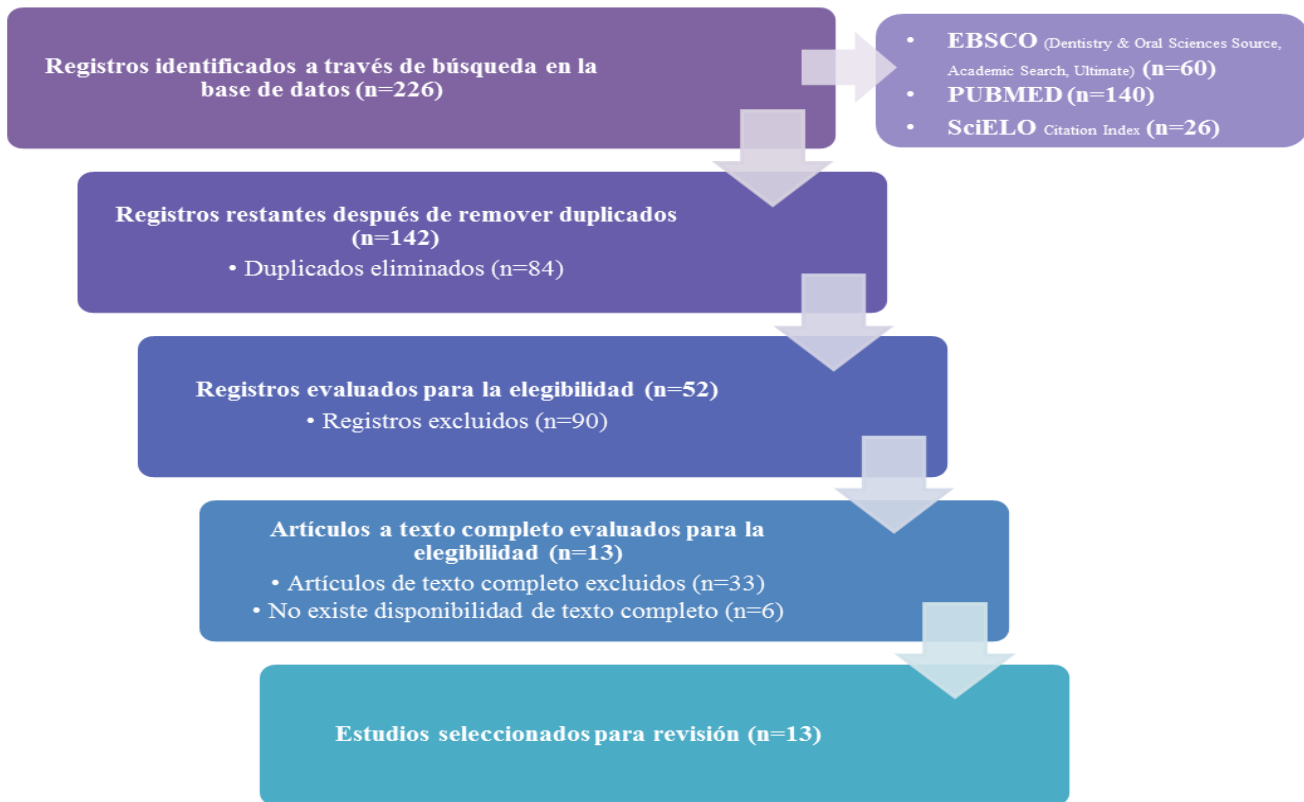 Registros identificados a través de búsqueda en la
base de datos (n=226)
• EBSCO (Dentistry & Oral Sciences Source,
Academic Search, Ultimate) (n=60)
• PUBMED (n=140)
• SciELO Citation Index (n=26)
Registros restantes después de remover duplicados
(n=142)
• Duplicados eliminados (n=84)
Registros evaluados para la elegibilidad (n=52)
• Registros excluidos (n=90)
Artículos a texto completo evaluados para la
elegibilidad (n=13)
• Artículos de texto completo excluidos (n=33)
• No existe disponibilidad de texto completo (n=6)
Estudios seleccionados para revisión (n=13)